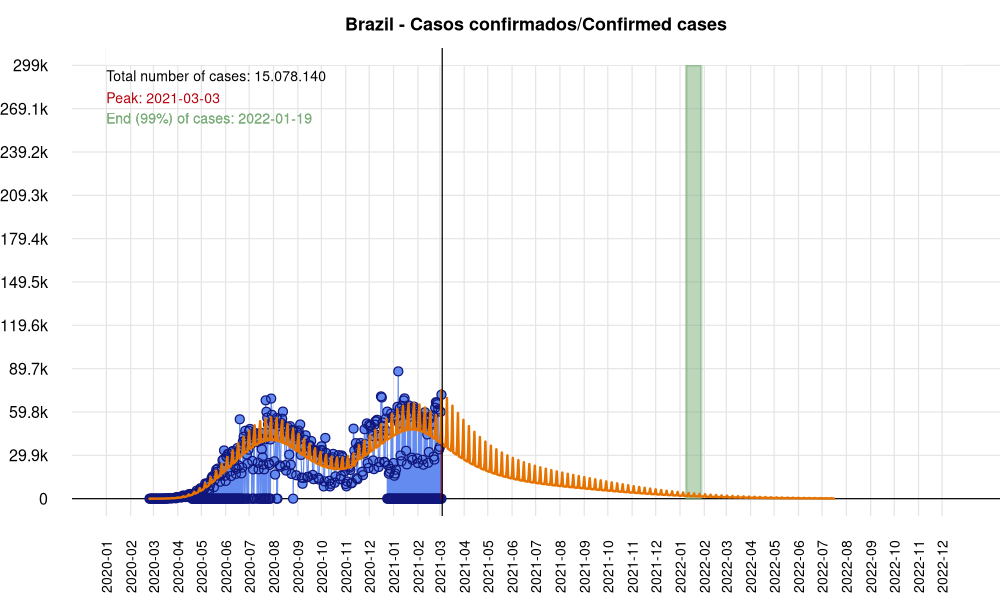 Brazil - Casos confirmados/Confirmed cases
299k
269.1k
239.2k
209.3k
179.4k
149.5k
119.6k
89.7k
59.8k
29.9k
0
Total number of cases: 15.078.140
Peak: 2021-03-03
End (99%) of cases: 2022-01-19
2020-01
2020-02
2020-03
2020-04
2020-05
2020-06
2020-07
2020-08
2020-09
2020-10
2020-11
2020-12
2021-01
2021-02
2021-03
2021-04
2021-05
2021-06
2021-07
2021-08
2021-09
2021-10
2021-11
2021-12
2022-01
2022-02
2022-03
2022-04
2022-05
2022-06
2022-07
2022-08
2022-09
2022-10
2022-11
2022-12